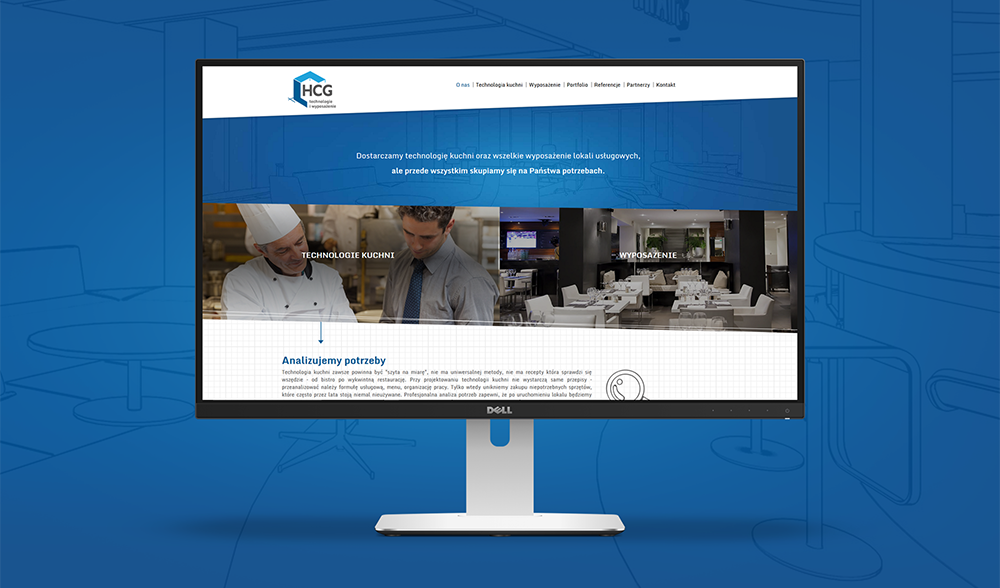 HCG
technologie
i wyposażenie
O nas | Technologia kuchni | Wyposażenie | Portfolio | Referencje | Partnerzy | Kontakt
Dostarczamy technologię kuchni oraz wszelkie wyposażenie lokali usługowych,
ale przede wszystkim skupiamy się na Państwa potrzebach.
TECHNOLOGIE KUCHNI
WYPOSAŻENIE
Analizujemy potrzeby
Technologia kuchni zawsze powinna być "szyta na miarę", nie ma uniwersalnej metody, nie ma recepty która sprawdzi się
wszędzie - od bistro po wykwintną restaurację. Przy projektowaniu technologii kuchni nie wystarczą same przepisy -
przeanalizować należy formułę usługową, menu, organizację pracy. Tylko wtedy unikniemy zakupu niepotrzebnych sprzętów,
które często przez lata stoją niemal nieużywane. Profesjonalna analiza potrzeb zapewni, że po uruchomieniu lokalu będziemy
DELL